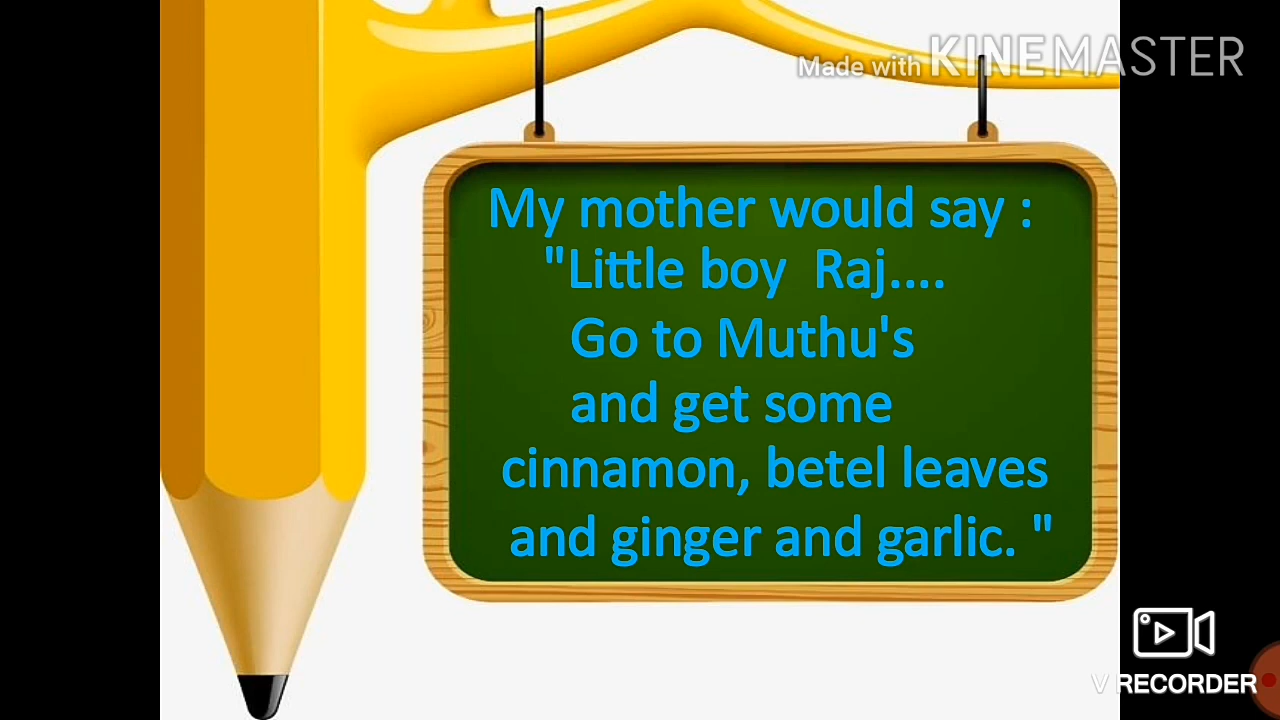 Made with KINEMASTER
My mother would say :
"Little boy Raj....
Go to Muthu's
and get some
cinnamon, betel leaves
and ginger and garlic. "
V RECORDER